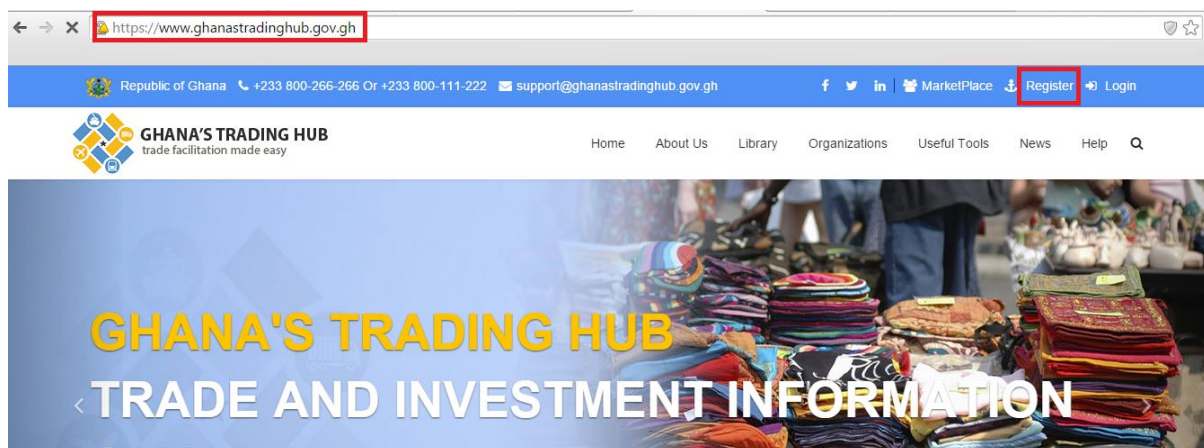 https://www.ghanastradinghub.gov.gh
Republic of Ghana +233 800-266-266 Or +233 800-111-222 support@ghanastradinghub.gov.gh MarketPlace Register Login
GHANA'S TRADING HUB
trade facilitation made easy
Home About Us Library Organizations Useful Tools News Help
GHANA'S TRADING HUB
TRADE AND INVESTMENT INFORMATION